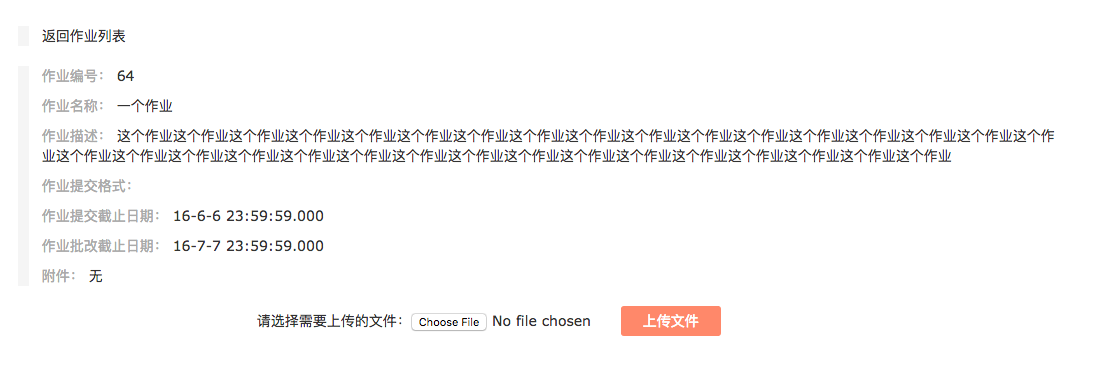 返回作业列表
作业编号： 64
作业名称： 一个作业
作业描述： 这个作业这个作业这个作业这个作业这个作业这个作业这个作业这个作业这个作业这个作业这个作业这个作业这个作业这个作业这个作业这个作业这个作
业这个作业这个作业这个作业这个作业这个作业这个作业这个作业这个作业这个作业这个作业这个作业这个作业这个作业这个作业这个作业这个作业
作业提交格式：
作业提交截止日期： 16-6-6 23:59:59.000
作业批改截止日期： 16-7-7 23:59:59.000
附件： 无
请选择需要上传的文件： Choose File No file chosen 上传文件